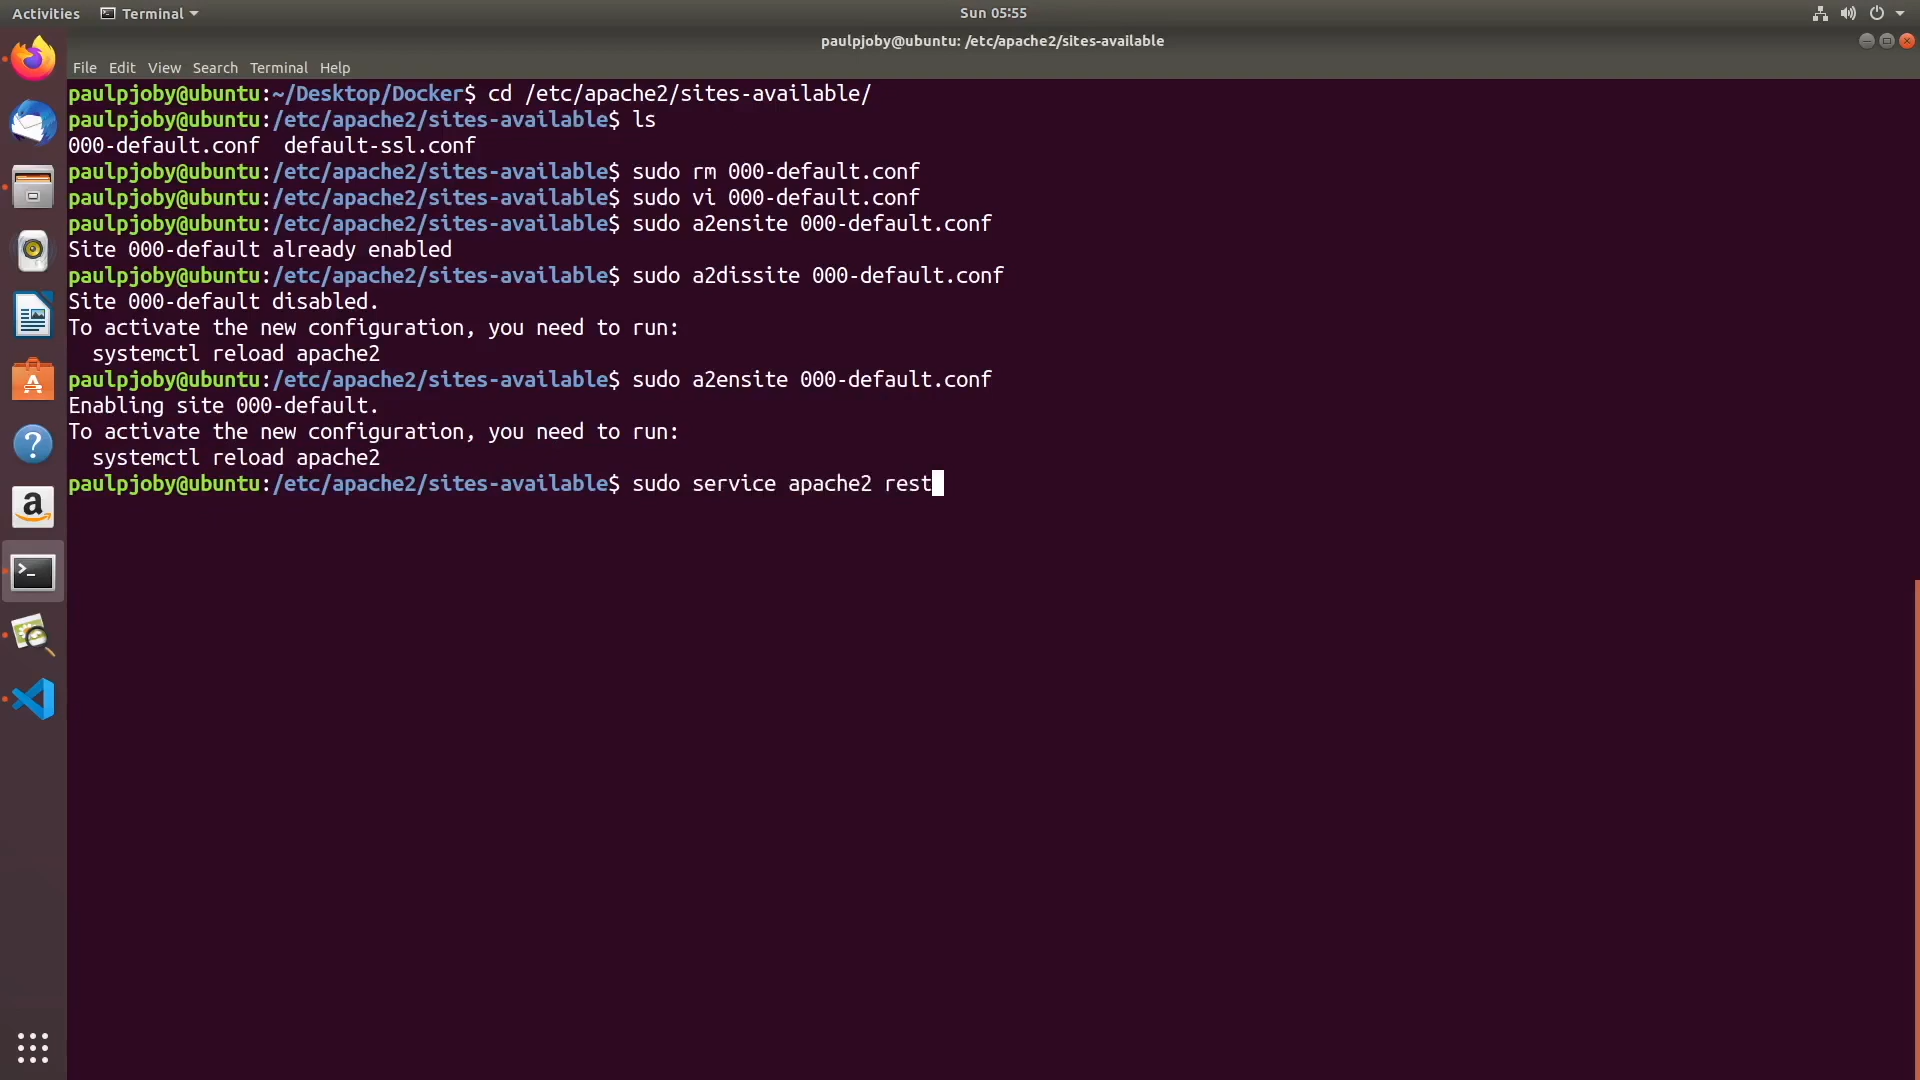 Activities Terminal Sun 05:55
paulpjoby@ubuntu: /etc/apache2/sites-available
File Edit View Search Terminal Help
paulpjoby@ubuntu:~/Desktop/Docker$ cd /etc/apache2/sites-available/
paulpjoby@ubuntu:/etc/apache2/sites-available$ ls
000-default.conf  default-ssl.conf
paulpjoby@ubuntu:/etc/apache2/sites-available$ sudo rm 000-default.conf
paulpjoby@ubuntu:/etc/apache2/sites-available$ sudo vi 000-default.conf
paulpjoby@ubuntu:/etc/apache2/sites-available$ sudo a2ensite 000-default.conf
Site 000-default already enabled
paulpjoby@ubuntu:/etc/apache2/sites-available$ sudo a2dissite 000-default.conf
Site 000-default disabled.
To activate the new configuration, you need to run:
  systemctl reload apache2
paulpjoby@ubuntu:/etc/apache2/sites-available$ sudo a2ensite 000-default.conf
Enabling site 000-default.
To activate the new configuration, you need to run:
  systemctl reload apache2
paulpjoby@ubuntu:/etc/apache2/sites-available$ sudo service apache2 rest